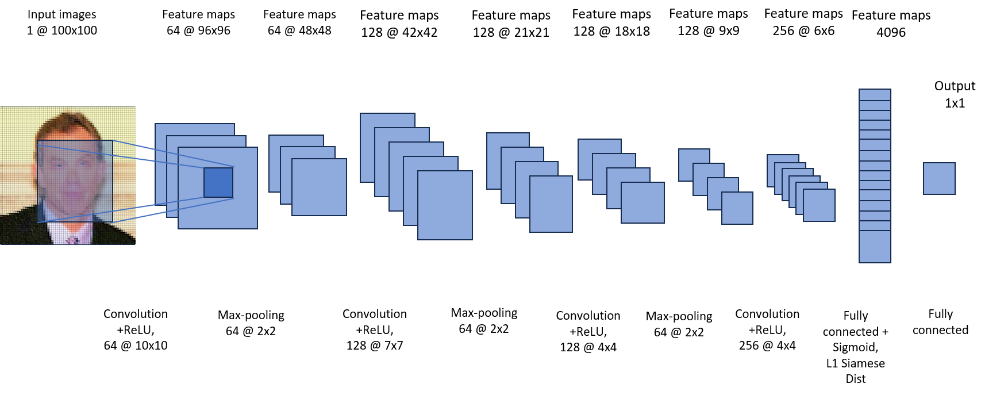 Input images
1 @ 100x100
Feature maps
64 @ 96x96
Feature maps
64 @ 48x48
Feature maps
128 @ 42x42
Feature maps
128 @ 21x21
Feature maps
128 @ 18x18
Feature maps
128 @ 9x9
Feature maps
256 @ 6x6
Feature maps
4096
Output
1x1
Convolution
+ReLU,
64 @ 10x10
Max-pooling
64 @ 2x2
Convolution
+ReLU,
128 @ 7x7
Max-pooling
64 @ 2x2
Convolution
+ReLU,
128 @ 4x4
Max-pooling
64 @ 2x2
Convolution
+ReLU,
256 @ 4x4
Fully
connected +
Sigmoid,
L1 Siamese
Dist
Fully
connected